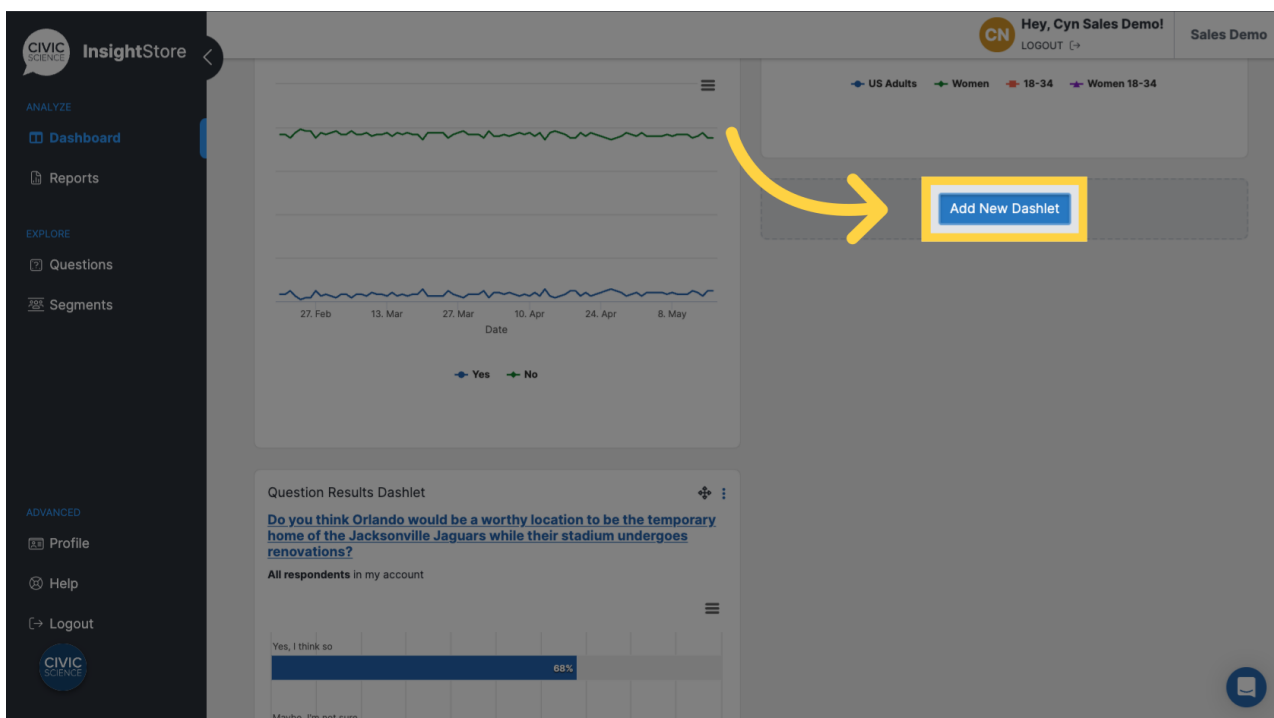 CIVIC
SCIENCE
InsightStore
ANALYZE
Dashboard
Reports
EXPLORE
Questions
Segments
ADVANCED
Profile
Help
Logout
CIVIC
SCIENCE
CN
Hey, Cyn Sales Demo!
LOGOUT
Sales Demo
27. Feb 13. Mar 27. Mar 10. Apr 24. Apr 8. May
Date
Yes No
US Adults Women 18-34 Women 18-34
Add New Dashlet
Question Results Dashlet
Do you think Orlando would be a worthy location to be the temporary
home of the Jacksonville Jaguars while their stadium undergoes
renovations?
All respondents in my account
Yes, I think so
68%
Maybe, I'm not sure